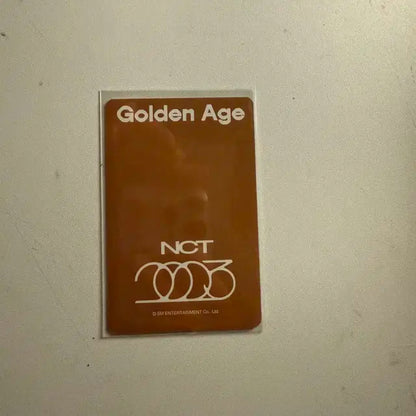 Golden Age
NCT
2023
© SM ENTERTAINMENT Co., Ltd.